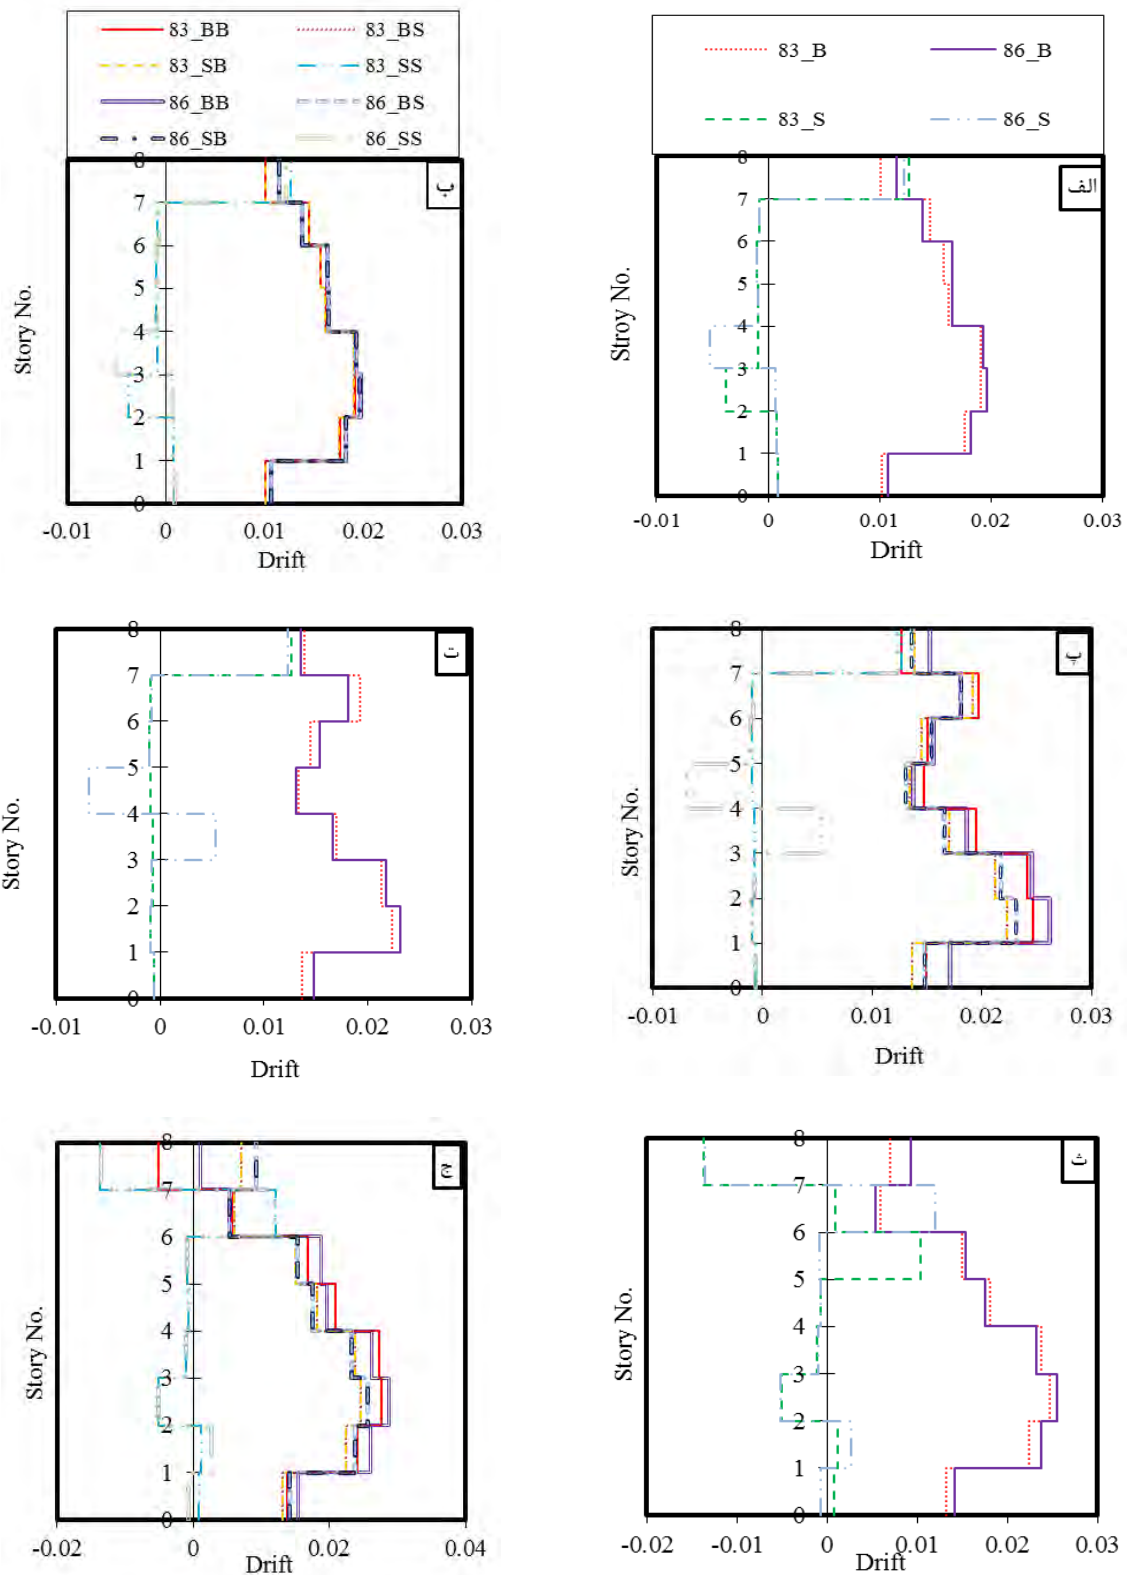 83_BB 83_BS
83_SB 83_SS
86_BB 86_BS
86_SB 86_SS
8
7
6
5
4
3
2
1
0
-0.01 0 0.01 0.02 0.03
Drift
Story No.
ب
83_B 86_B
83_S 86_S
8
7
6
5
4
3
2
1
0
-0.01 0 0.01 0.02 0.03
Drift
Stroy No.
الف
8
7
6
5
4
3
2
1
0
-0.01 0 0.01 0.02 0.03
Drift
Story No.
ت
8
7
6
5
4
3
2
1
0
-0.01 0 0.01 0.02 0.03
Drift
Story No.
پ
8
7
6
5
4
3
2
1
0
-0.02 0 0.02 0.04
Drift
Story No.
ج
8
7
6
5
4
3
2
1
0
-0.02 -0.01 0 0.01 0.02 0.03
Drift
Story No.
ث